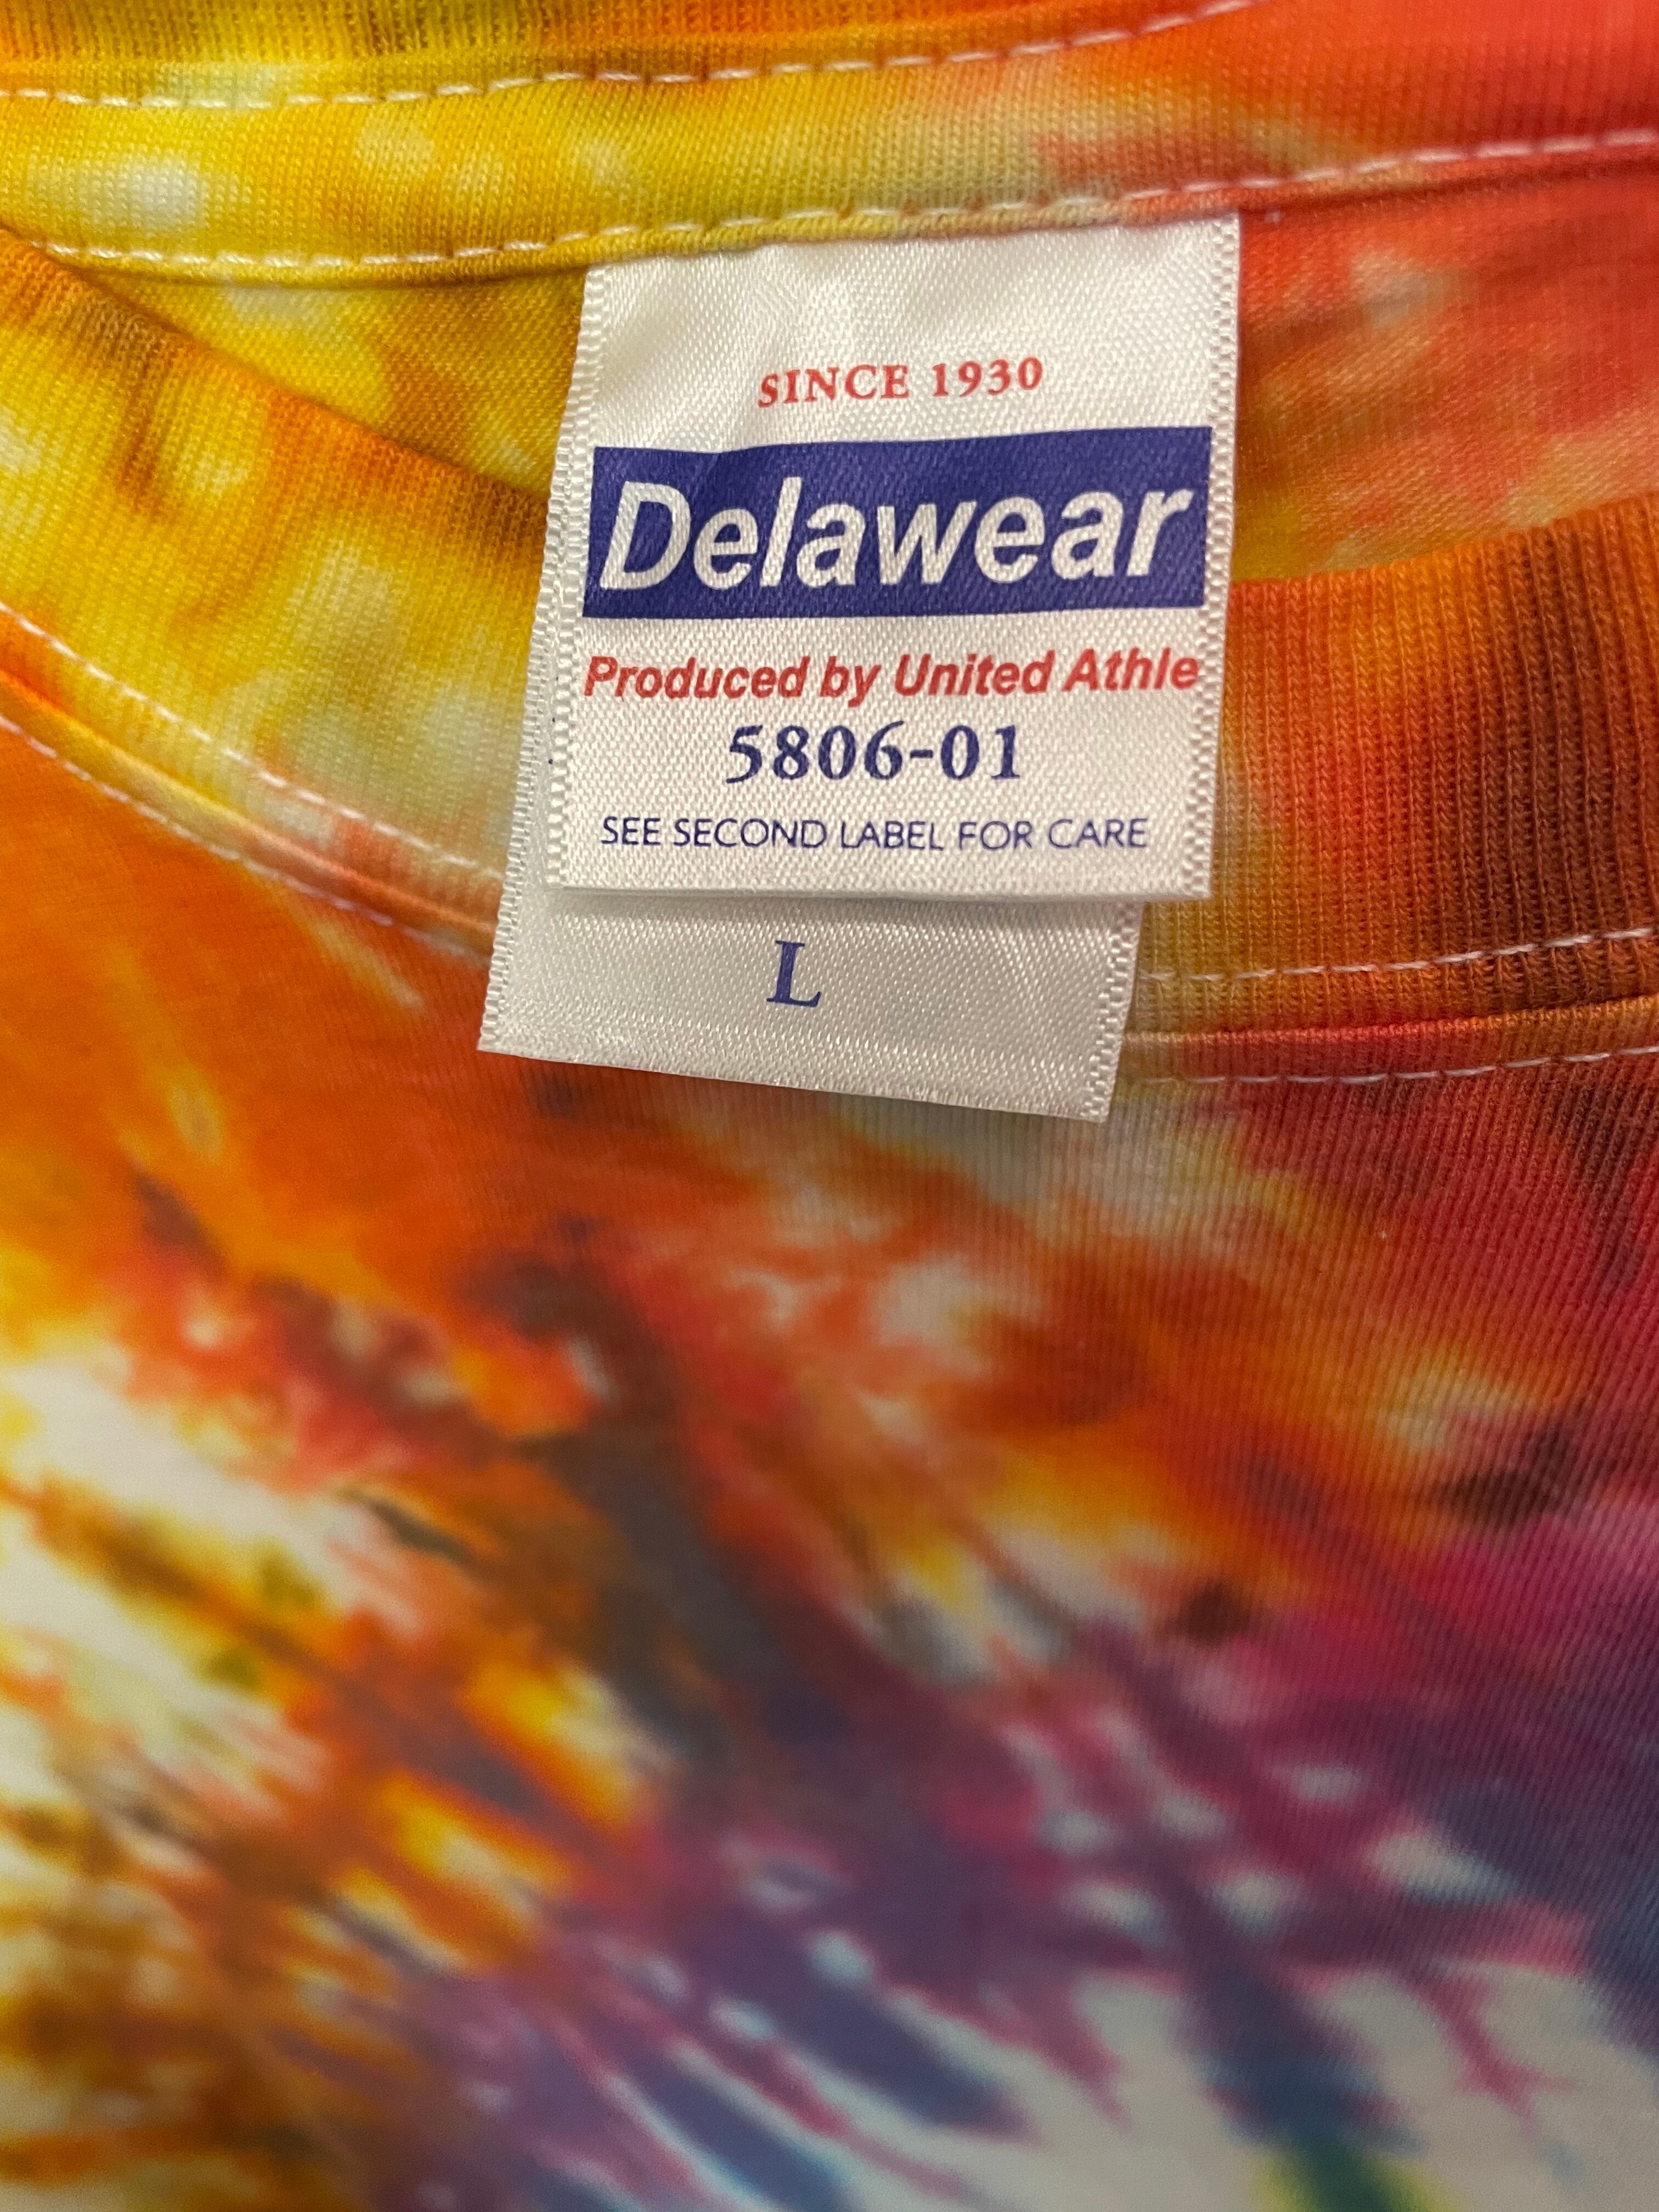 SINCE 1930
Delawear
Produced by United Athle
5806-01
SEE SECOND LABEL FOR CARE
L